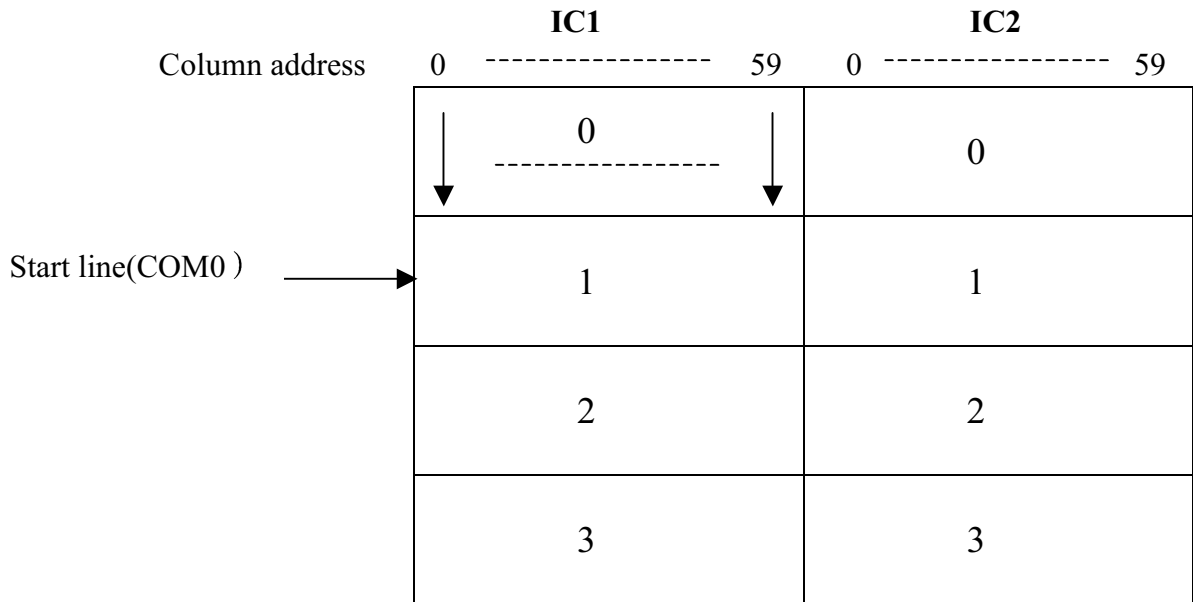 IC1 IC2
Column address 0 ----------------- 59 0 ----------------- 59
0 0
-----------------
Start line(COM0）
1 1
2 2
3 3